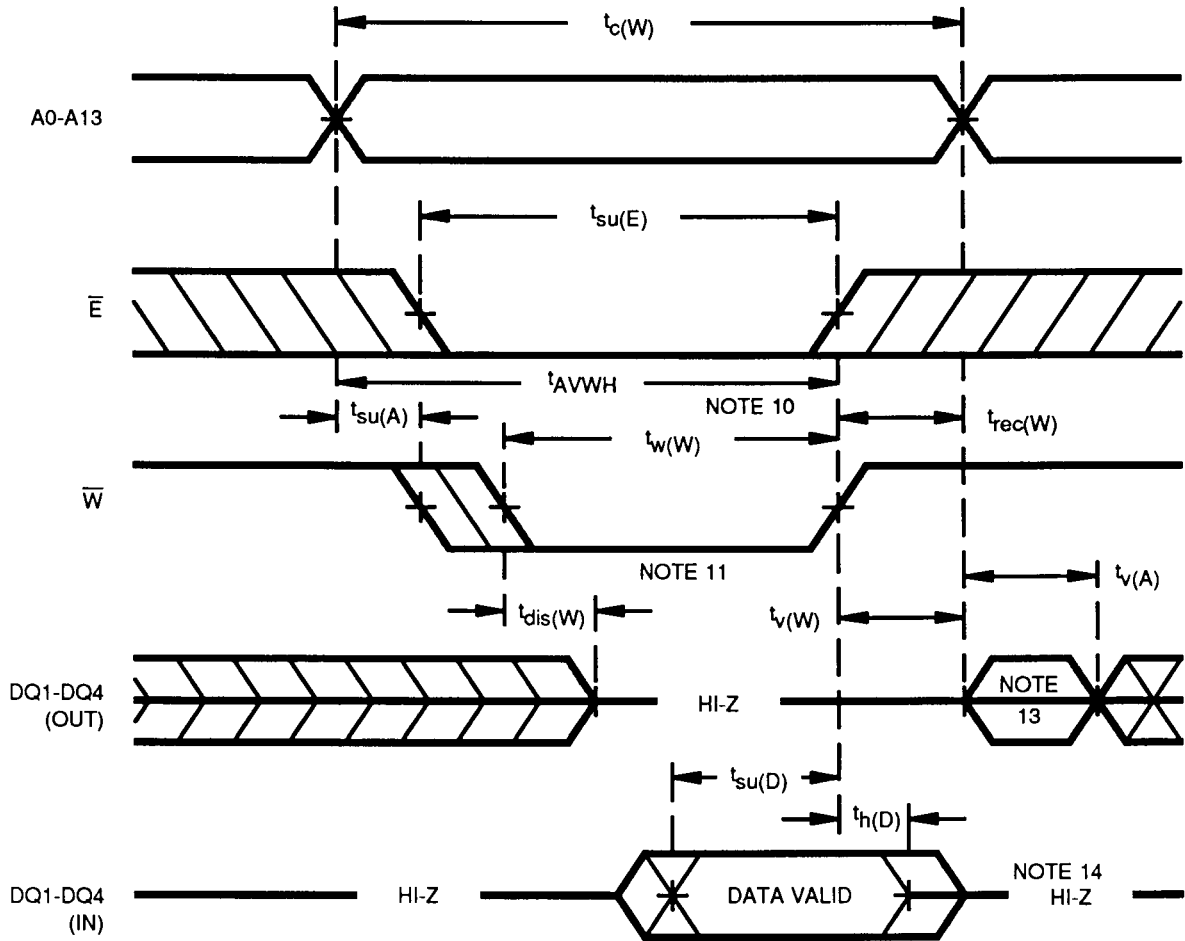 tc(W)
A0-A13
tsu(E)
E̅
tAVWH
NOTE 10
tsu(A)
tw(W)
trec(W)
W̅
NOTE 11
tv(A)
tdis(W)
tv(W)
DQ1-DQ4
(OUT)
HI-Z
NOTE
13
tsu(D)
th(D)
DQ1-DQ4
(IN)
HI-Z
DATA VALID
NOTE 14
HI-Z